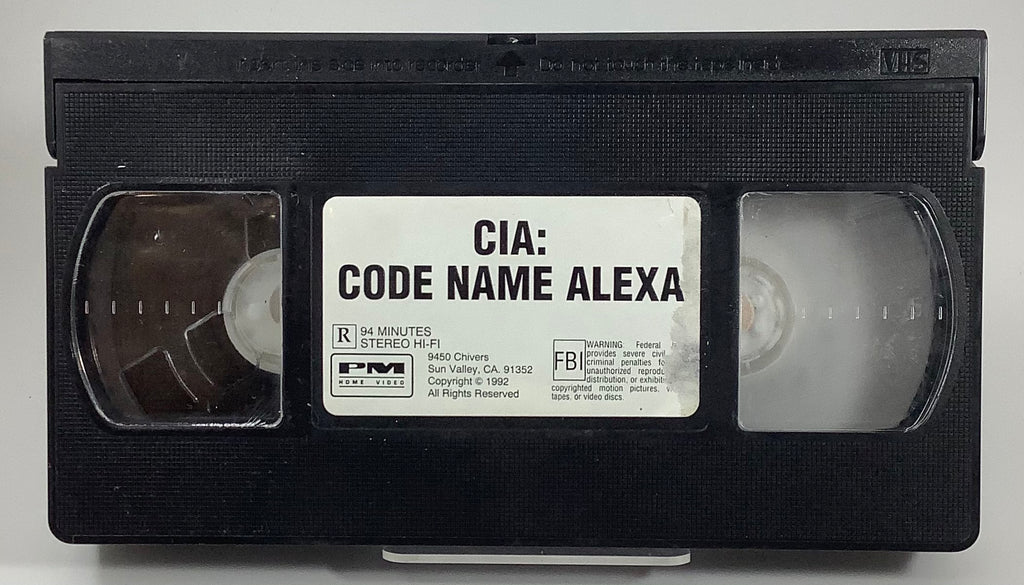 Insert this side into recorder Do not touch the tape inside
VHS
CIA:
CODE NAME ALEXA
R 94 MINUTES
STEREO HI-FI
PM
HOME VIDEO
9450 Chivers
Sun Valley, CA. 91352
Copyright © 1992
All Rights Reserved
FBI
WARNING: Federal
provides severe
criminal penalties
unauthorized
distribution, or
copyrighted motion pictures,
tapes, or video discs.